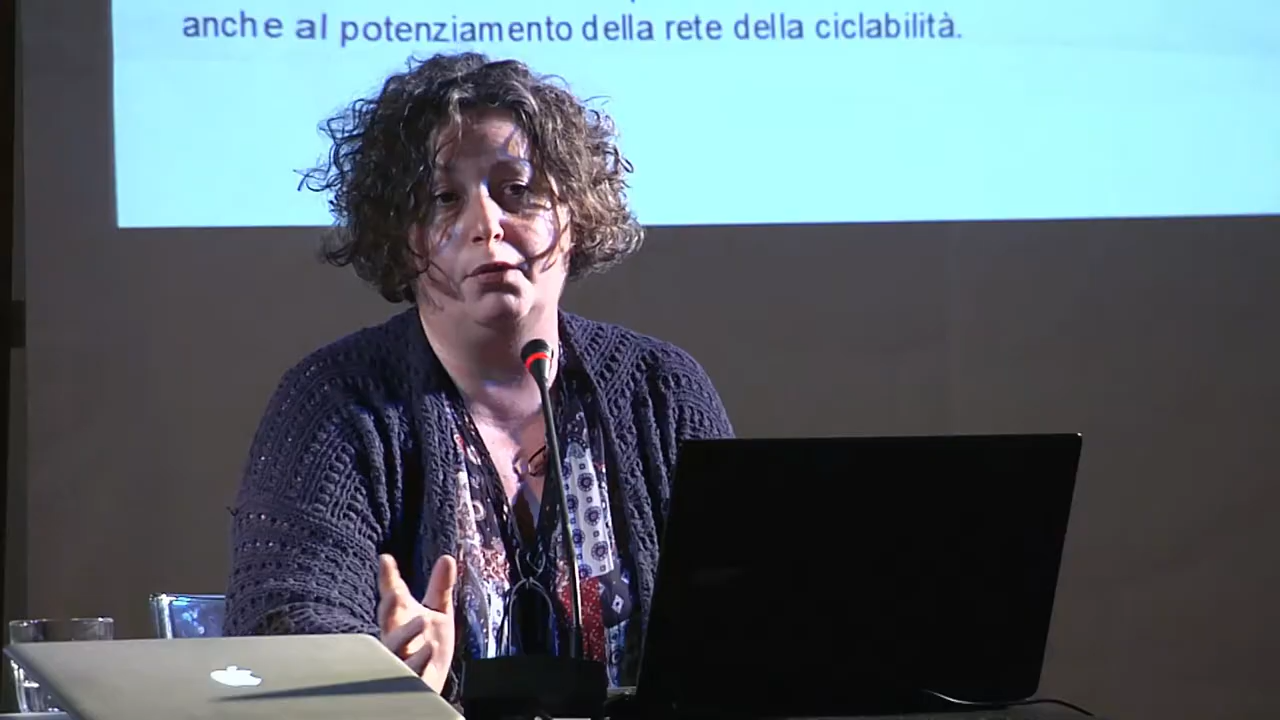 anche al potenziamento della rete della ciclabilità.